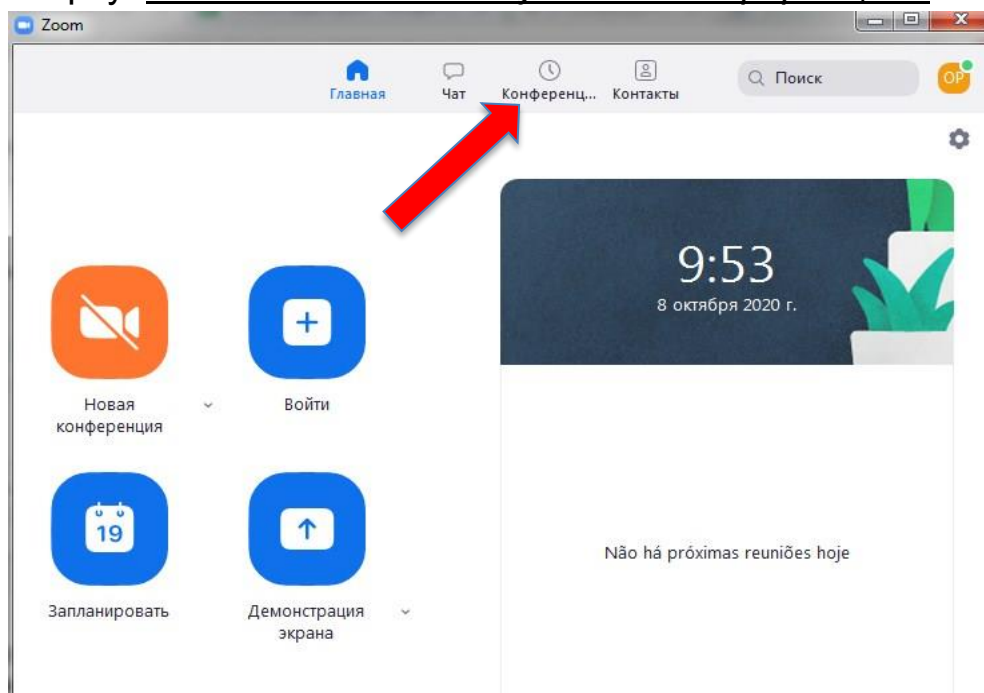 Zoom
Главная
Чат
Конференц...
Контакты
Поиск
OP
9:53
8 октября 2020 г.
Новая
конференция
Войти
19
Запланировать
Демонстрация
экрана
Não há próximas reuniões hoje